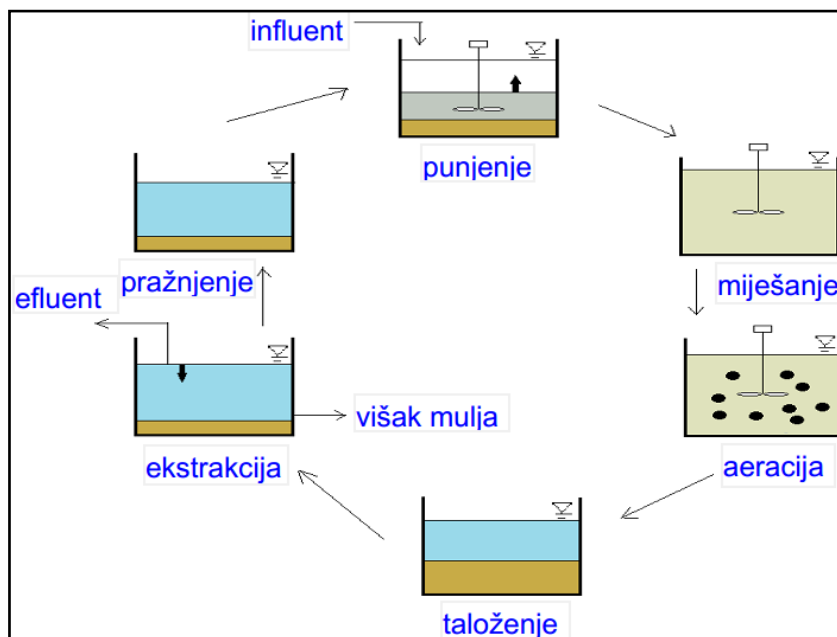 influent
punjenje
miješanje
aeracija
taloženje
ekstrakcija
višak mulja
efluent
pražnjenje